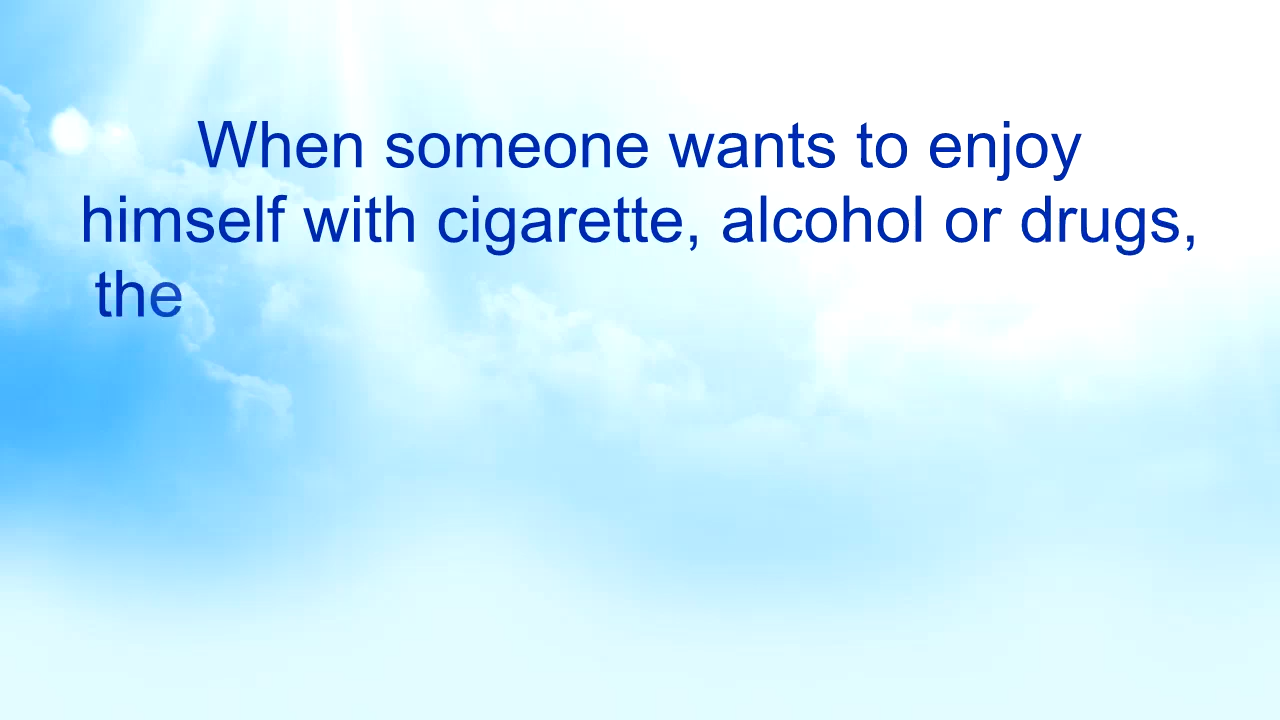 When someone wants to enjoy
himself with cigarette, alcohol or drugs,
the